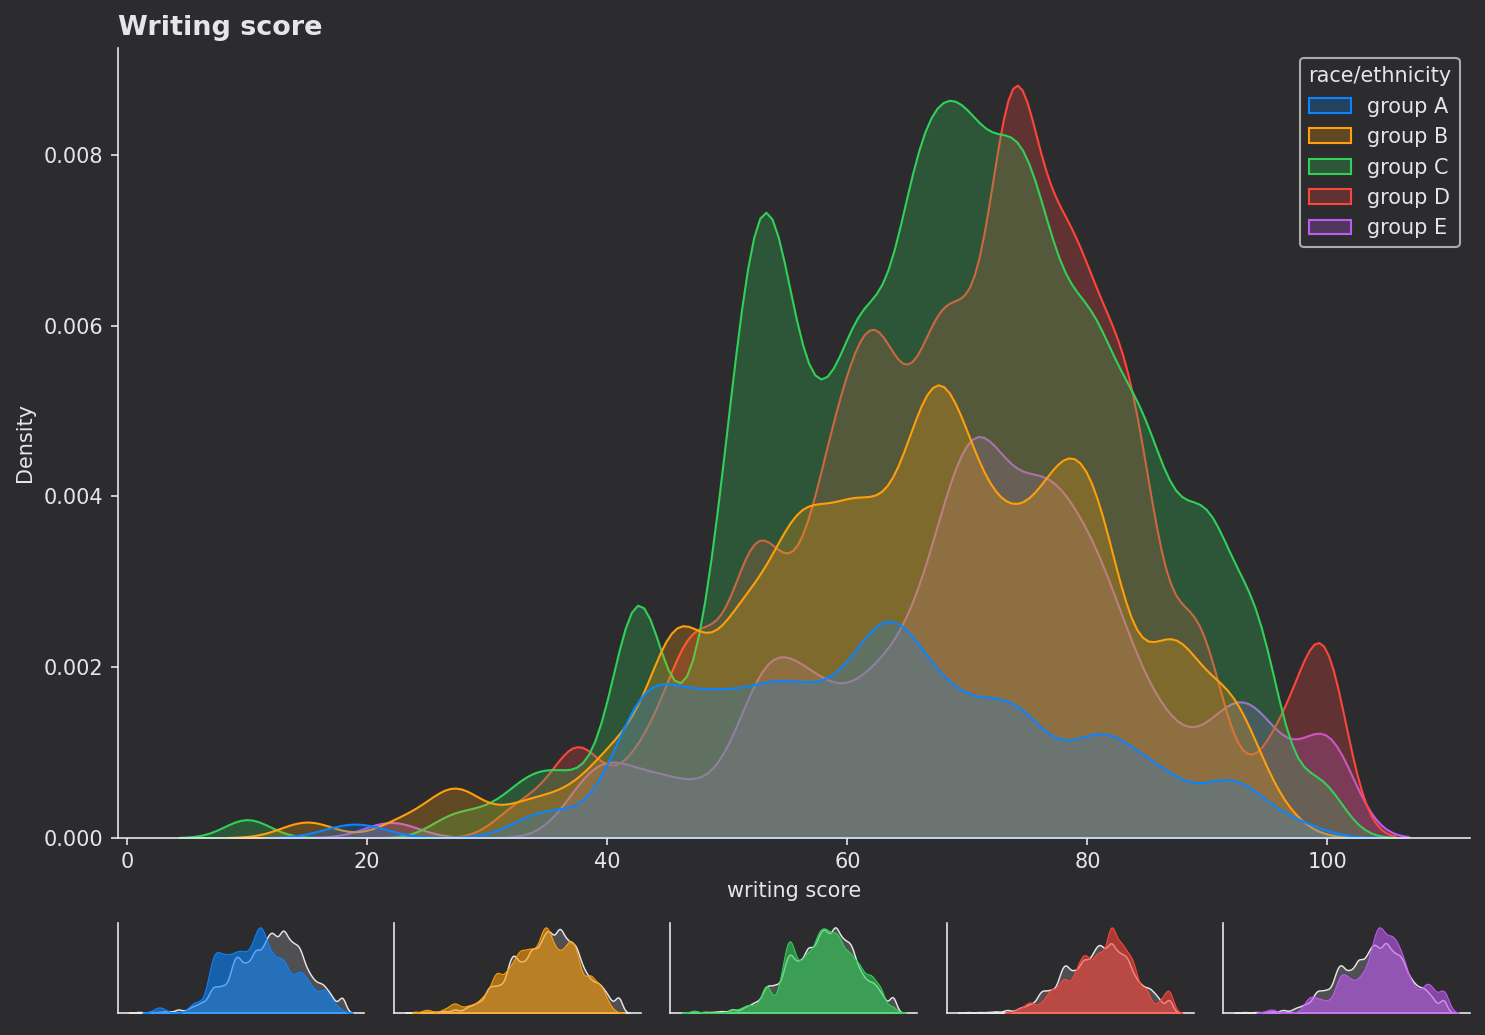 Writing score
race/ethnicity
group A
group B
group C
group D
group E
0.008
0.006
0.004
0.002
0.000
Density
0 20 40 60 80 100
writing score